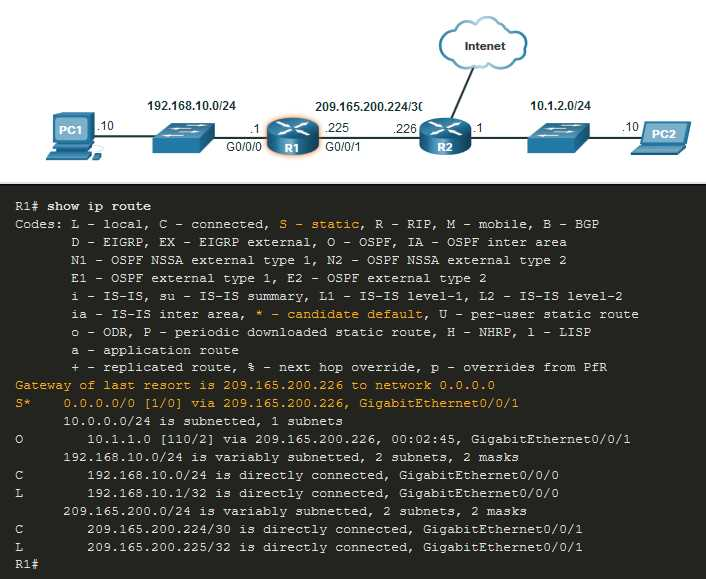 Intenet
192.168.10.0/24
209.165.200.224/30
10.1.2.0/24
PC1
.10
.1
G0/0/0
R1
.225
G0/0/1
.226
R2
.1
.10
PC2
R1# show ip route
Codes: L - local, C - connected, S - static, R - RIP, M - mobile, B - BGP
D - EIGRP, EX - EIGRP external, O - OSPF, IA - OSPF inter area
N1 - OSPF NSSA external type 1, N2 - OSPF NSSA external type 2
E1 - OSPF external type 1, E2 - OSPF external type 2
i - IS-IS, su - IS-IS summary, L1 - IS-IS level-1, L2 - IS-IS level-2
ia - IS-IS inter area, * - candidate default, U - per-user static route
o - ODR, P - periodic downloaded static route, H - NHRP, l - LISP
a - application route
+ - replicated route, % - next hop override, p - overrides from PfR
Gateway of last resort is 209.165.200.226 to network 0.0.0.0
S* 0.0.0.0/0 [1/0] via 209.165.200.226, GigabitEthernet0/0/1
10.0.0.0/24 is subnetted, 1 subnets
O 10.1.1.0 [110/2] via 209.165.200.226, 00:02:45, GigabitEthernet0/0/1
192.168.10.0/24 is variably subnetted, 2 subnets, 2 masks
C 192.168.10.0/24 is directly connected, GigabitEthernet0/0/0
L 192.168.10.1/32 is directly connected, GigabitEthernet0/0/0
209.165.200.0/24 is variably subnetted, 2 subnets, 2 masks
C 209.165.200.224/30 is directly connected, GigabitEthernet0/0/1
L 209.165.200.225/32 is directly connected, GigabitEthernet0/0/1
R1#